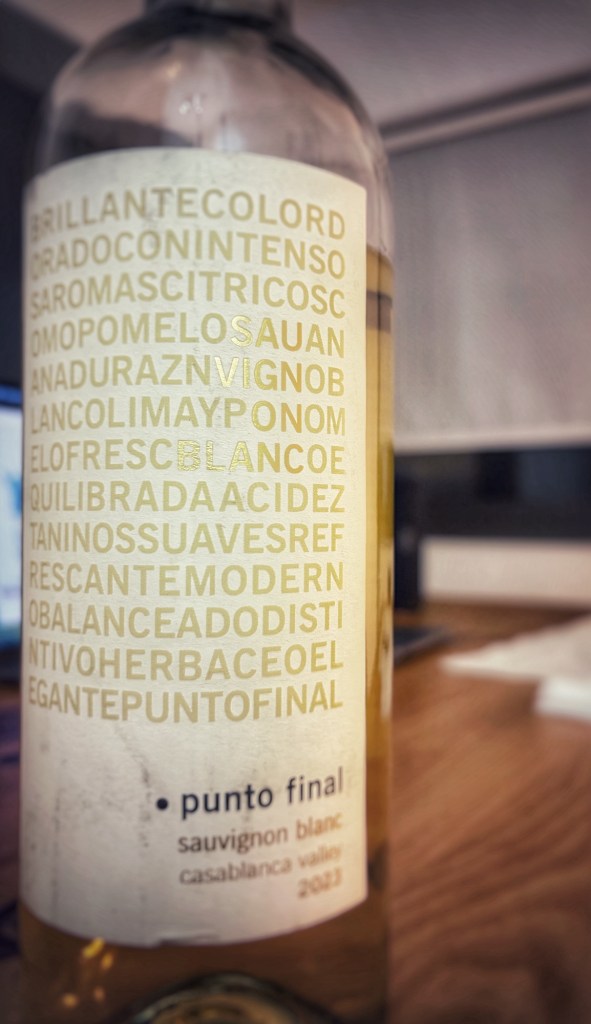 BRILLANTECOLORD
ORADOCONINTENSO
SAROMASCITRICOSC
OMOPOMELOSAUAN
ANADURAZNVIGNOB
LANCOLIMAYPONOM
ELOFRESCBLANCOE
QUILIBRADAACIDEZ
TANINOSSUAVESREF
RESCANTEMODERN
OBALANCEADODISTI
NTIVOHERBACEOEL
EGANTEPUNTOFINAL
• punto final
sauvignon blanc
casablanca valley
2023